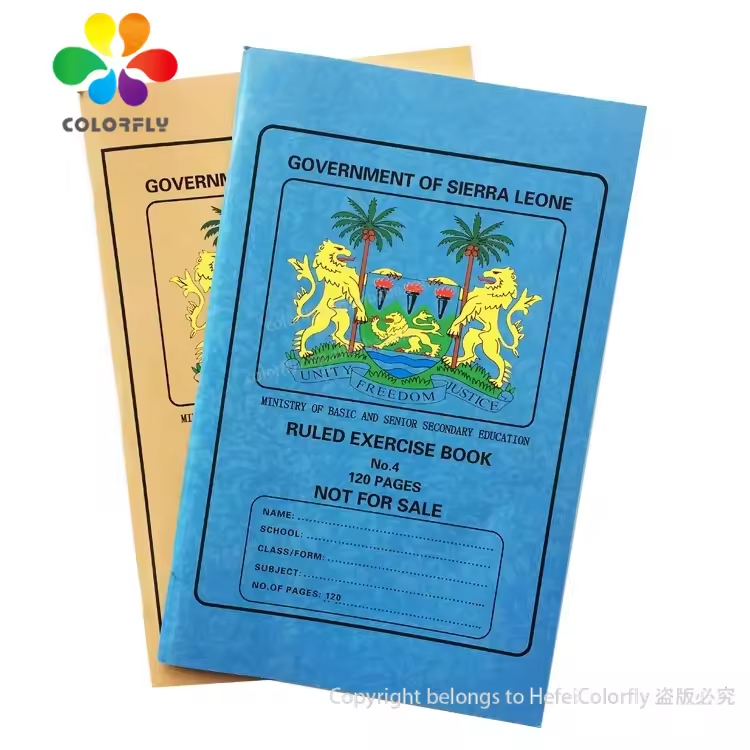 COLORFLY
GOVERNM
MI
GOVERNMENT OF SIERRA LEONE
UNITY FREEDOM JUSTICE
MINISTRY OF BASIC AND SENIOR SECONDARY EDUCATION
RULED EXERCISE BOOK
No.4
120 PAGES
NOT FOR SALE
NAME:
SCHOOL:
CLASS/FORM:
SUBJECT:
NO.OF PAGES: 120
Copyright belongs to HefeiColorfly 盗版必究